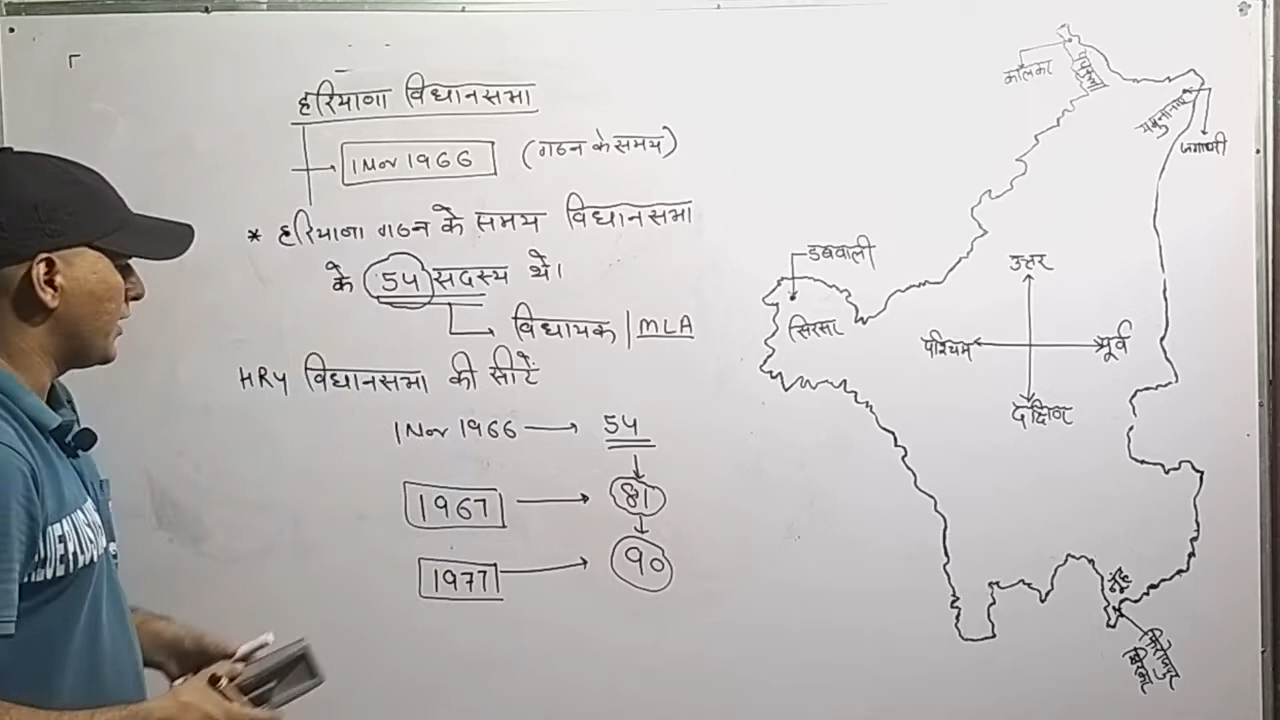 हरियाणा विधानसभा
1 Nov 1966 (गठन के समय)
* हरियाणा गठन के समय विधानसभा
के 54 सदस्य थे।
विधायक | MLA
HRY विधानसभा की सीटें
1 Nov 1966 → 54
1967 → 81
1977 → 90
कालका
पंचकुला
यमुनानगर
जगाधरी
डबवाली
सिरसा
उत्तर
पश्चिम
पूर्व
दक्षिण
नूंह
फिरोजपुर
झिरका